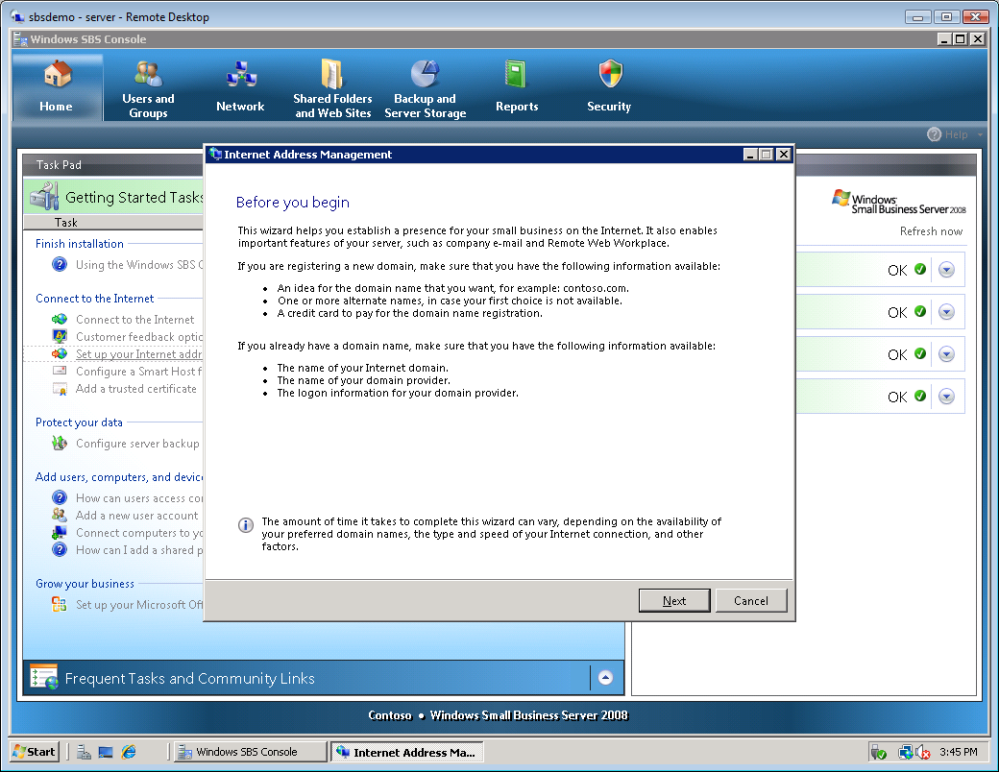 sbsdemo - server - Remote Desktop
Windows SBS Console
Home
Users and
Groups
Network
Shared Folders
and Web Sites
Backup and
Server Storage
Reports
Security
Help
Task Pad
Getting Started Tasks
Task
Finish installation
Using the Windows SBS C
Connect to the Internet
Connect to the Internet
Customer feedback optic
Set up your Internet addr
Configure a Smart Host f
Add a trusted certificate
Protect your data
Configure server backup
Add users, computers, and device
How can users access co
Add a new user account
Connect computers to yo
How can I add a shared p
Grow your business
Set up your Microsoft Off
Internet Address Management
Before you begin
This wizard helps you establish a presence for your small business on the Internet. It also enables
important features of your server, such as company e-mail and Remote Web Workplace.
If you are registering a new domain, make sure that you have the following information available:
• An idea for the domain name that you want, for example: contoso.com.
• One or more alternate names, in case your first choice is not available.
• A credit card to pay for the domain name registration.
If you already have a domain name, make sure that you have the following information available:
• The name of your Internet domain.
• The name of your domain provider.
• The logon information for your domain provider.
The amount of time it takes to complete this wizard can vary, depending on the availability of
your preferred domain names, the type and speed of your Internet connection, and other
factors.
Next
Cancel
Windows
Small Business Server 2008
Refresh now
OK
OK
OK
OK
Frequent Tasks and Community Links
Contoso • Windows Small Business Server 2008
Start
Windows SBS Console
Internet Address Ma...
3:45 PM